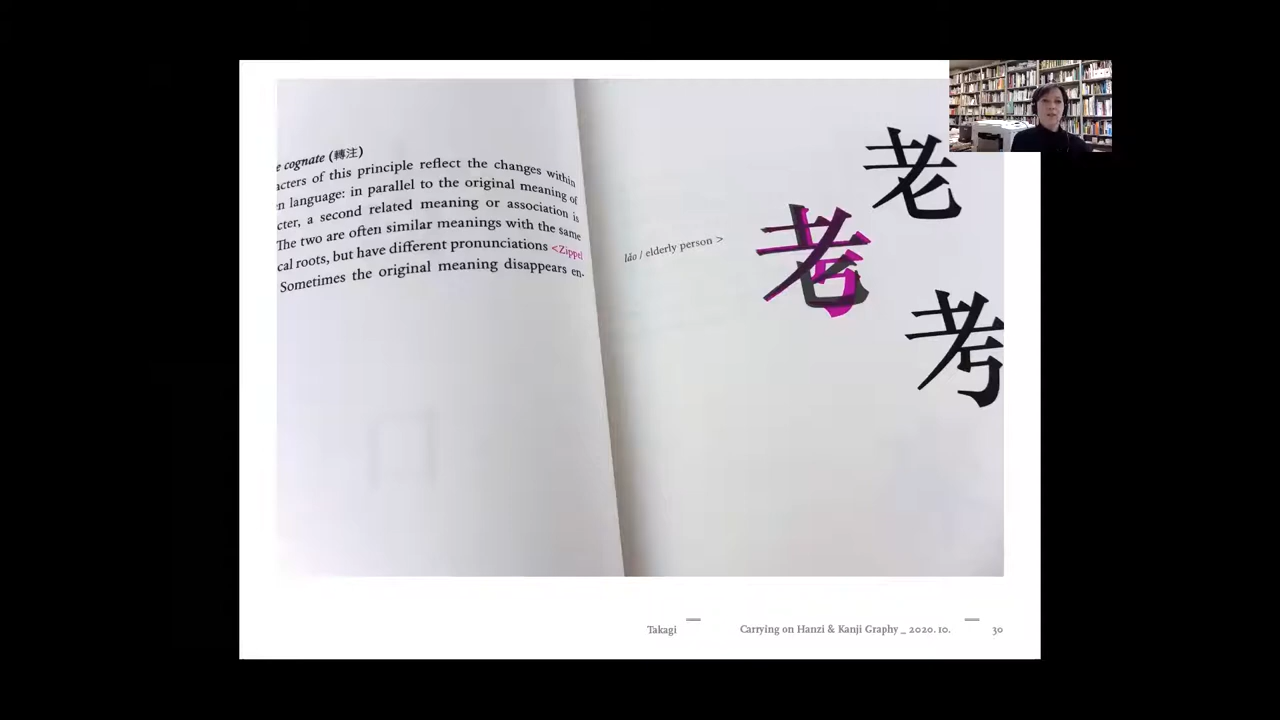 e cognate (轉注)
acters of this principle reflect the changes within
n language: in parallel to the original meaning of
cter, a second related meaning or association is
The two are often similar meanings with the same
cal roots, but have different pronunciations <Zippel
Sometimes the original meaning disappears en-
lǎo / elderly person >
老
考
考
Takagi
Carrying on Hanzi & Kanji Graphy _ 2020.10.
30